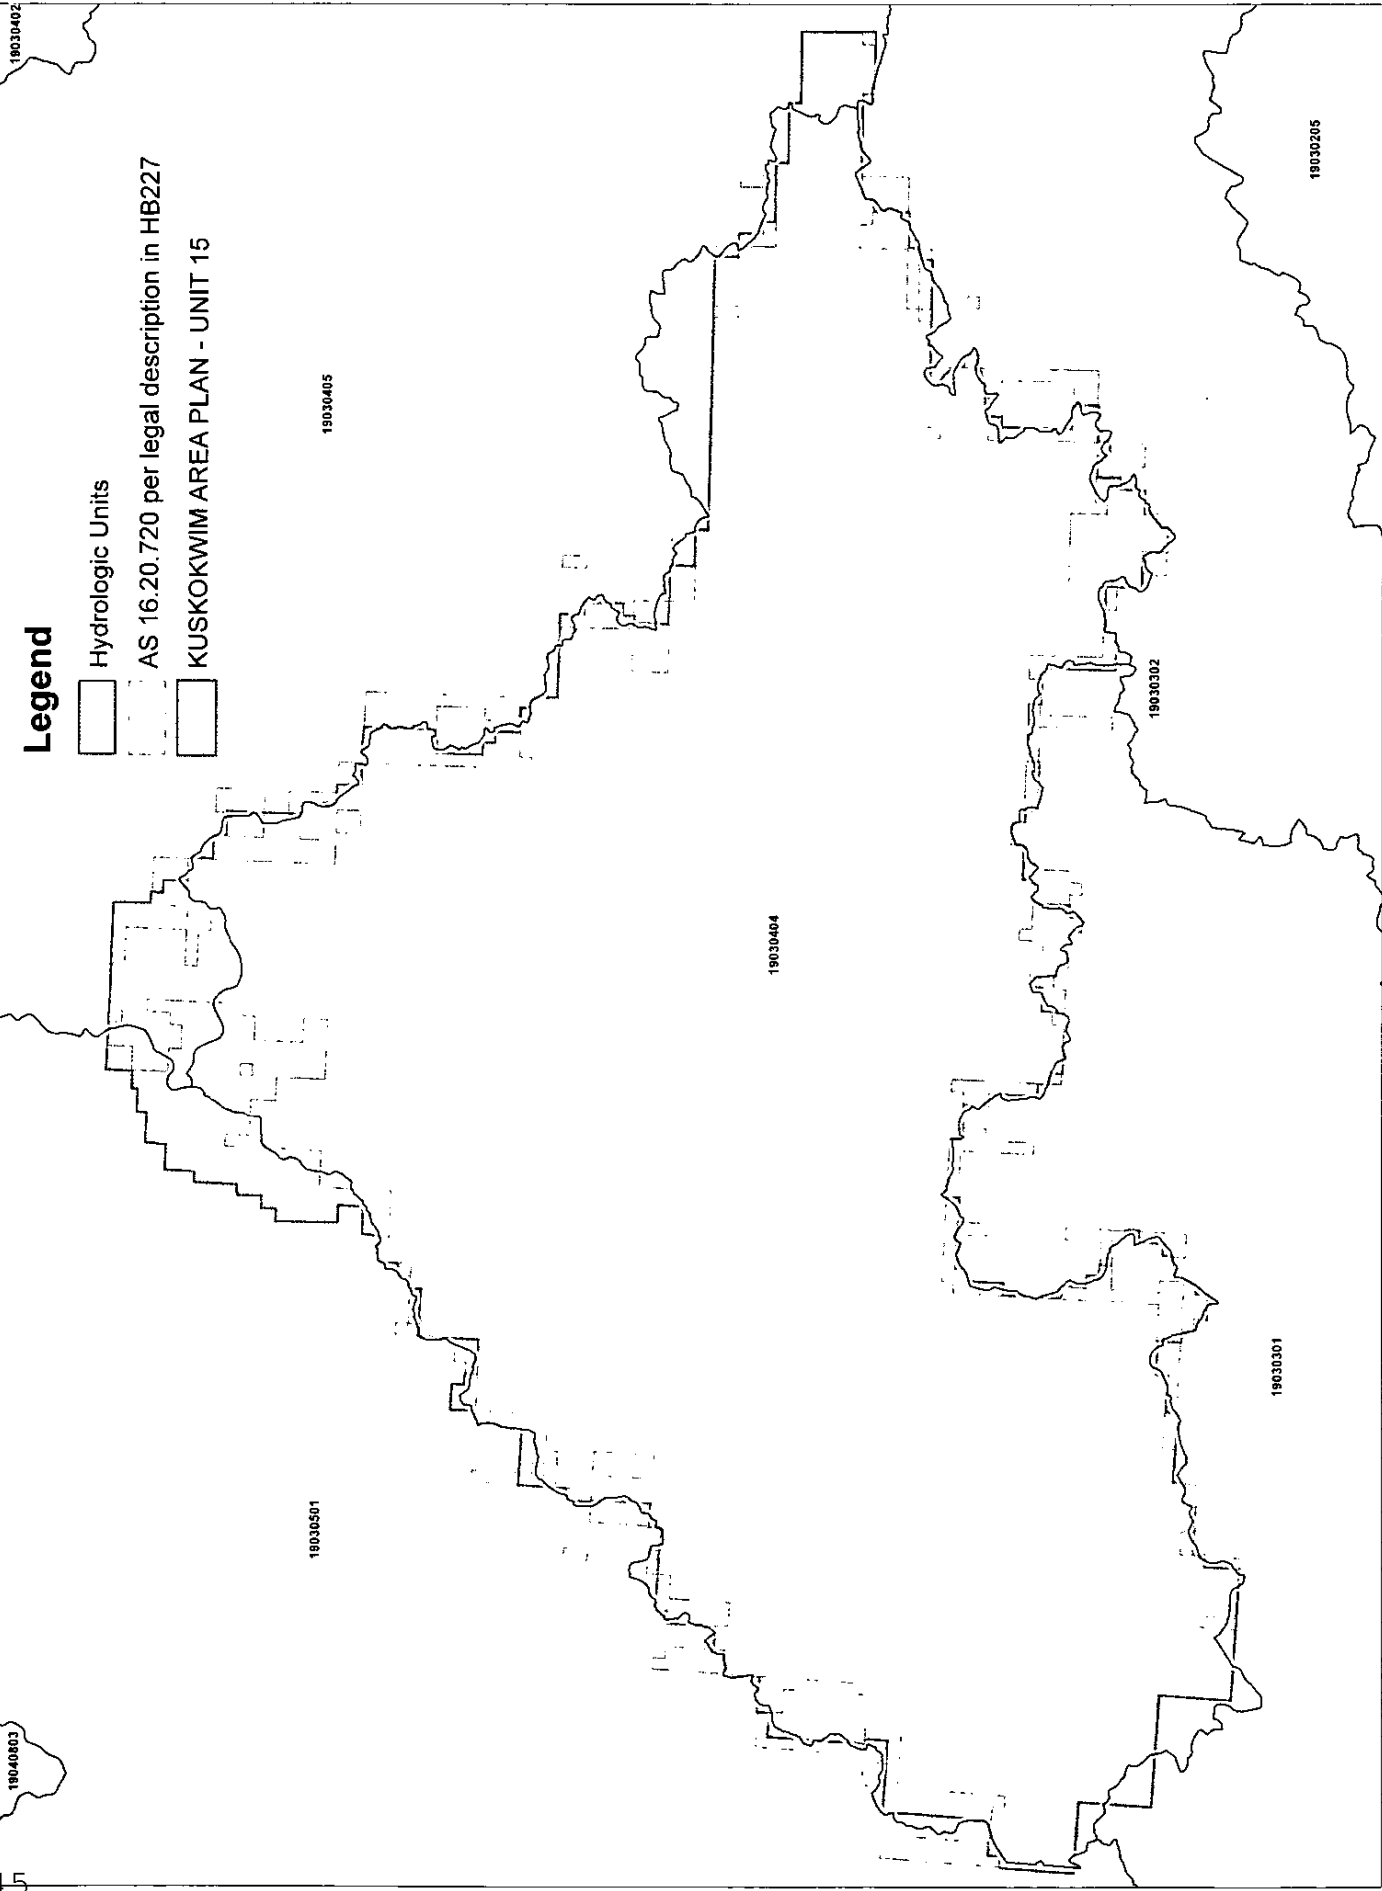 Legend
Hydrologic Units
AS 16.20.720 per legal description in HB227
KUSKOKWIM AREA PLAN - UNIT 15
19040803
19030402
19030501
19030405
19030404
19030302
19030301
19030205
15